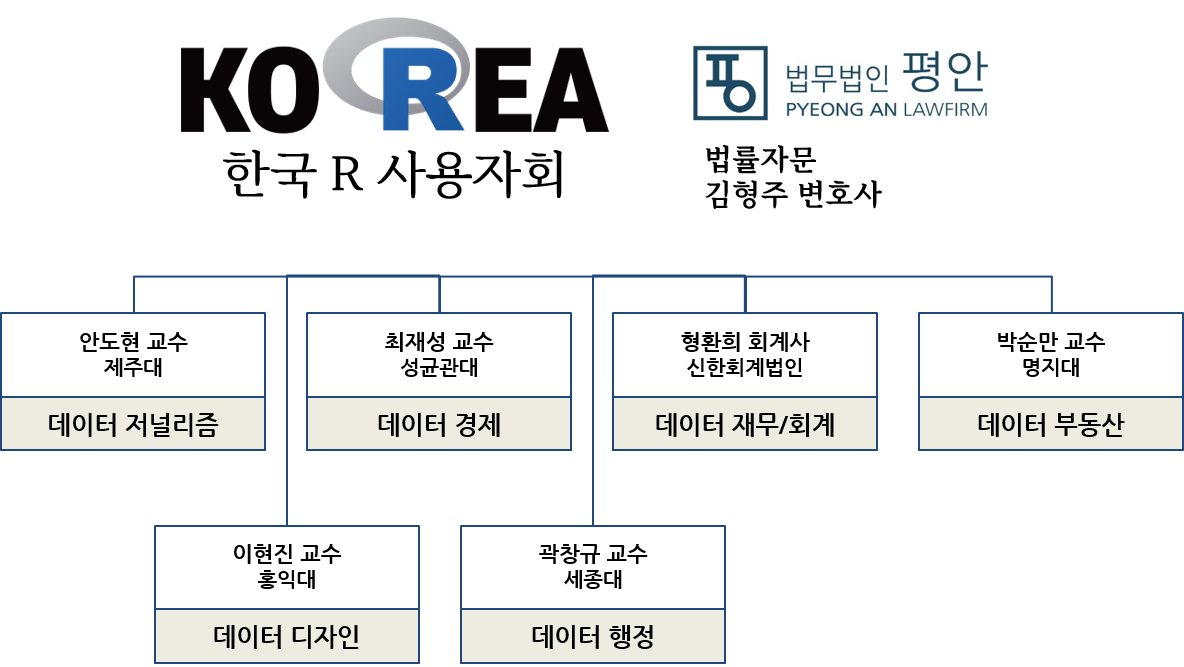 KOREA
한국 R 사용자회
평
법무법인 평안
PYEONG AN LAWFIRM
법률자문
김형주 변호사
안도현 교수
제주대
데이터 저널리즘
최재성 교수
성균관대
데이터 경제
형환희 회계사
신한회계법인
데이터 재무/회계
박순만 교수
명지대
데이터 부동산
이현진 교수
홍익대
데이터 디자인
곽창규 교수
세종대
데이터 행정